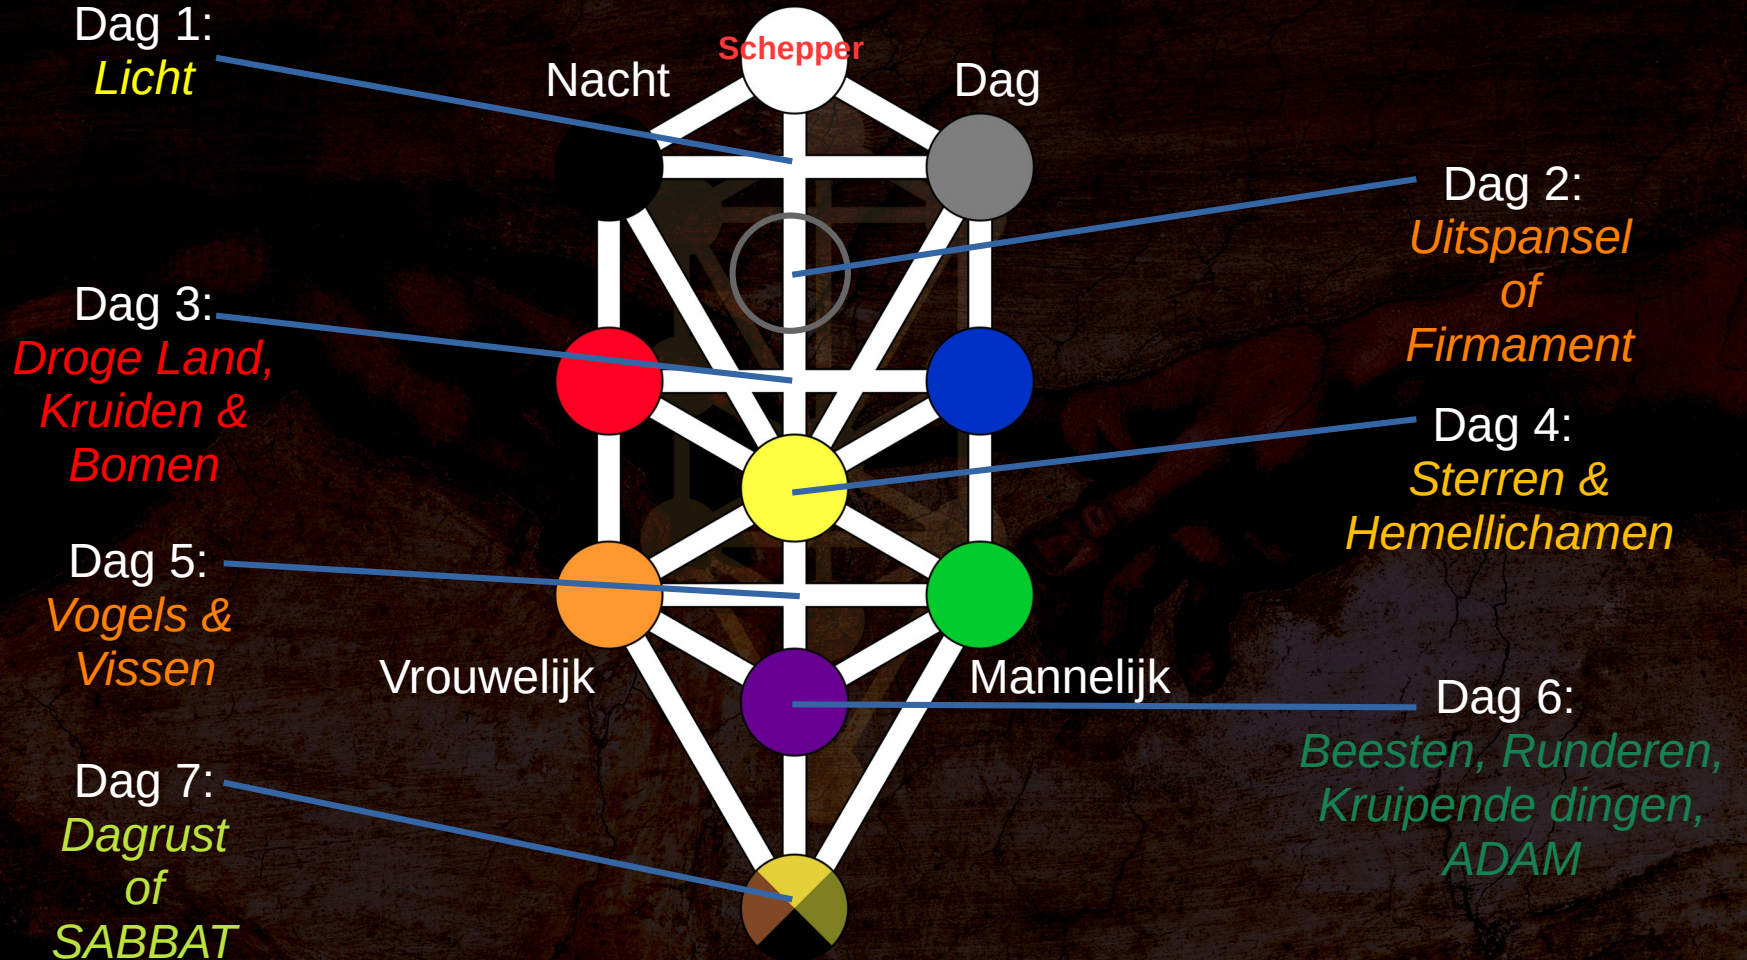 Dag 1:
Licht
Schepper
Nacht
Dag
Dag 2:
Uitspansel
of
Firmament
Dag 3:
Droge Land,
Kruiden &
Bomen
Dag 4:
Sterren &
Hemellichamen
Dag 5:
Vogels &
Vissen
Vrouwelijk
Mannelijk
Dag 6:
Beesten, Runderen,
Kruipende dingen,
ADAM
Dag 7:
Dagrust
of
SABBAT